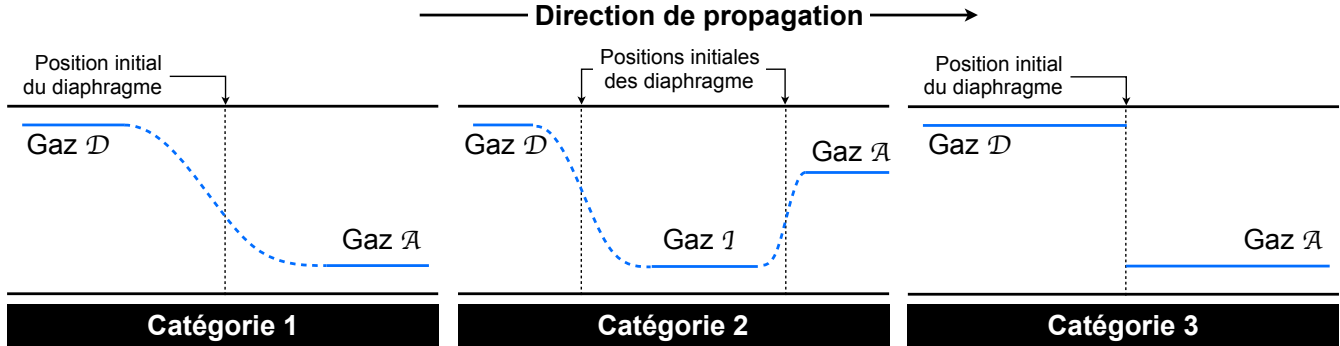 Direction de propagation
Position initial
du diaphragme
Gaz 𝒟
Gaz 𝒜
Catégorie 1
Positions initiales
des diaphragme
Gaz 𝒟
Gaz ℐ
Gaz 𝒜
Catégorie 2
Position initial
du diaphragme
Gaz 𝒟
Gaz 𝒜
Catégorie 3